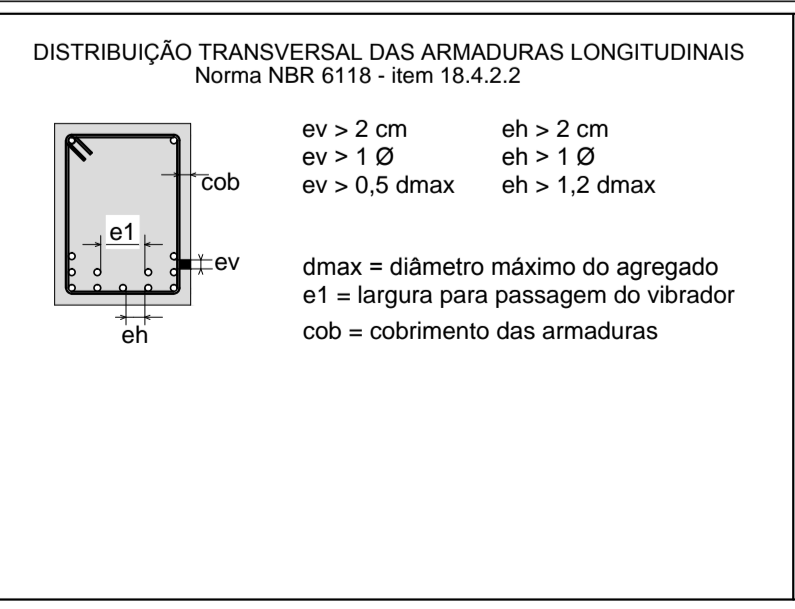 DISTRIBUIÇÃO TRANSVERSAL DAS ARMADURAS LONGITUDINAIS
Norma NBR 6118 - item 18.4.2.2
ev > 2 cm eh > 2 cm
ev > 1 Ø eh > 1 Ø
ev > 0,5 dmax eh > 1,2 dmax
cob
e1
ev
eh
dmax = diâmetro máximo do agregado
e1 = largura para passagem do vibrador
cob = cobrimento das armaduras